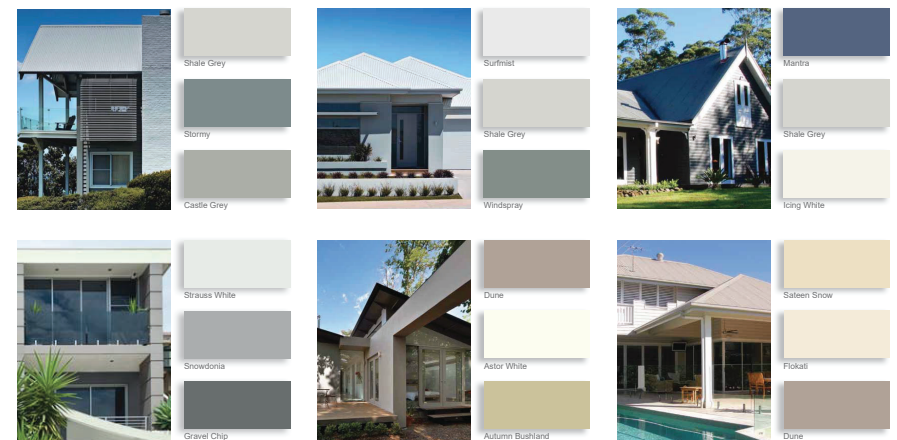 Shale Grey
Stormy
Castle Grey
Surfmist
Shale Grey
Windspray
Mantra
Shale Grey
Icing White
Strauss White
Snowdonia
Gravel Chip
Dune
Astor White
Autumn Bushland
Sateen Snow
Flokati
Dune